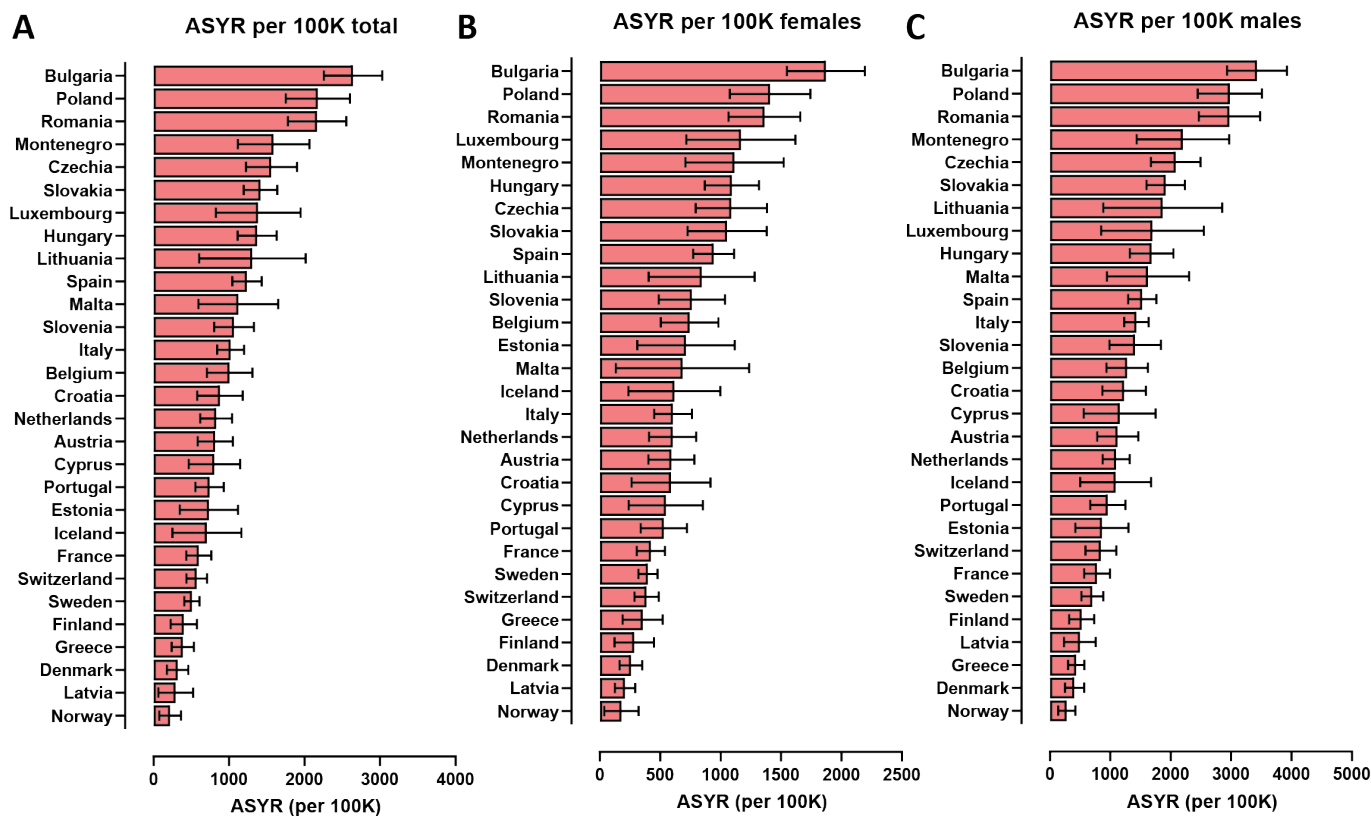 A
ASYR per 100K total
Bulgaria
Poland
Romania
Montenegro
Czechia
Slovakia
Luxembourg
Hungary
Lithuania
Spain
Malta
Slovenia
Italy
Belgium
Croatia
Netherlands
Austria
Cyprus
Portugal
Estonia
Iceland
France
Switzerland
Sweden
Finland
Greece
Denmark
Latvia
Norway
0 1000 2000 3000 4000
ASYR (per 100K)
B
ASYR per 100K females
Bulgaria
Poland
Romania
Luxembourg
Montenegro
Hungary
Czechia
Slovakia
Spain
Lithuania
Slovenia
Belgium
Estonia
Malta
Iceland
Italy
Netherlands
Austria
Croatia
Cyprus
Portugal
France
Sweden
Switzerland
Greece
Finland
Denmark
Latvia
Norway
0 500 1000 1500 2000 2500
ASYR (per 100K)
C
ASYR per 100K males
Bulgaria
Poland
Romania
Montenegro
Czechia
Slovakia
Lithuania
Luxembourg
Hungary
Malta
Spain
Italy
Slovenia
Belgium
Croatia
Cyprus
Austria
Netherlands
Iceland
Portugal
Estonia
Switzerland
France
Sweden
Finland
Latvia
Greece
Denmark
Norway
0 1000 2000 3000 4000 5000
ASYR (per 100K)